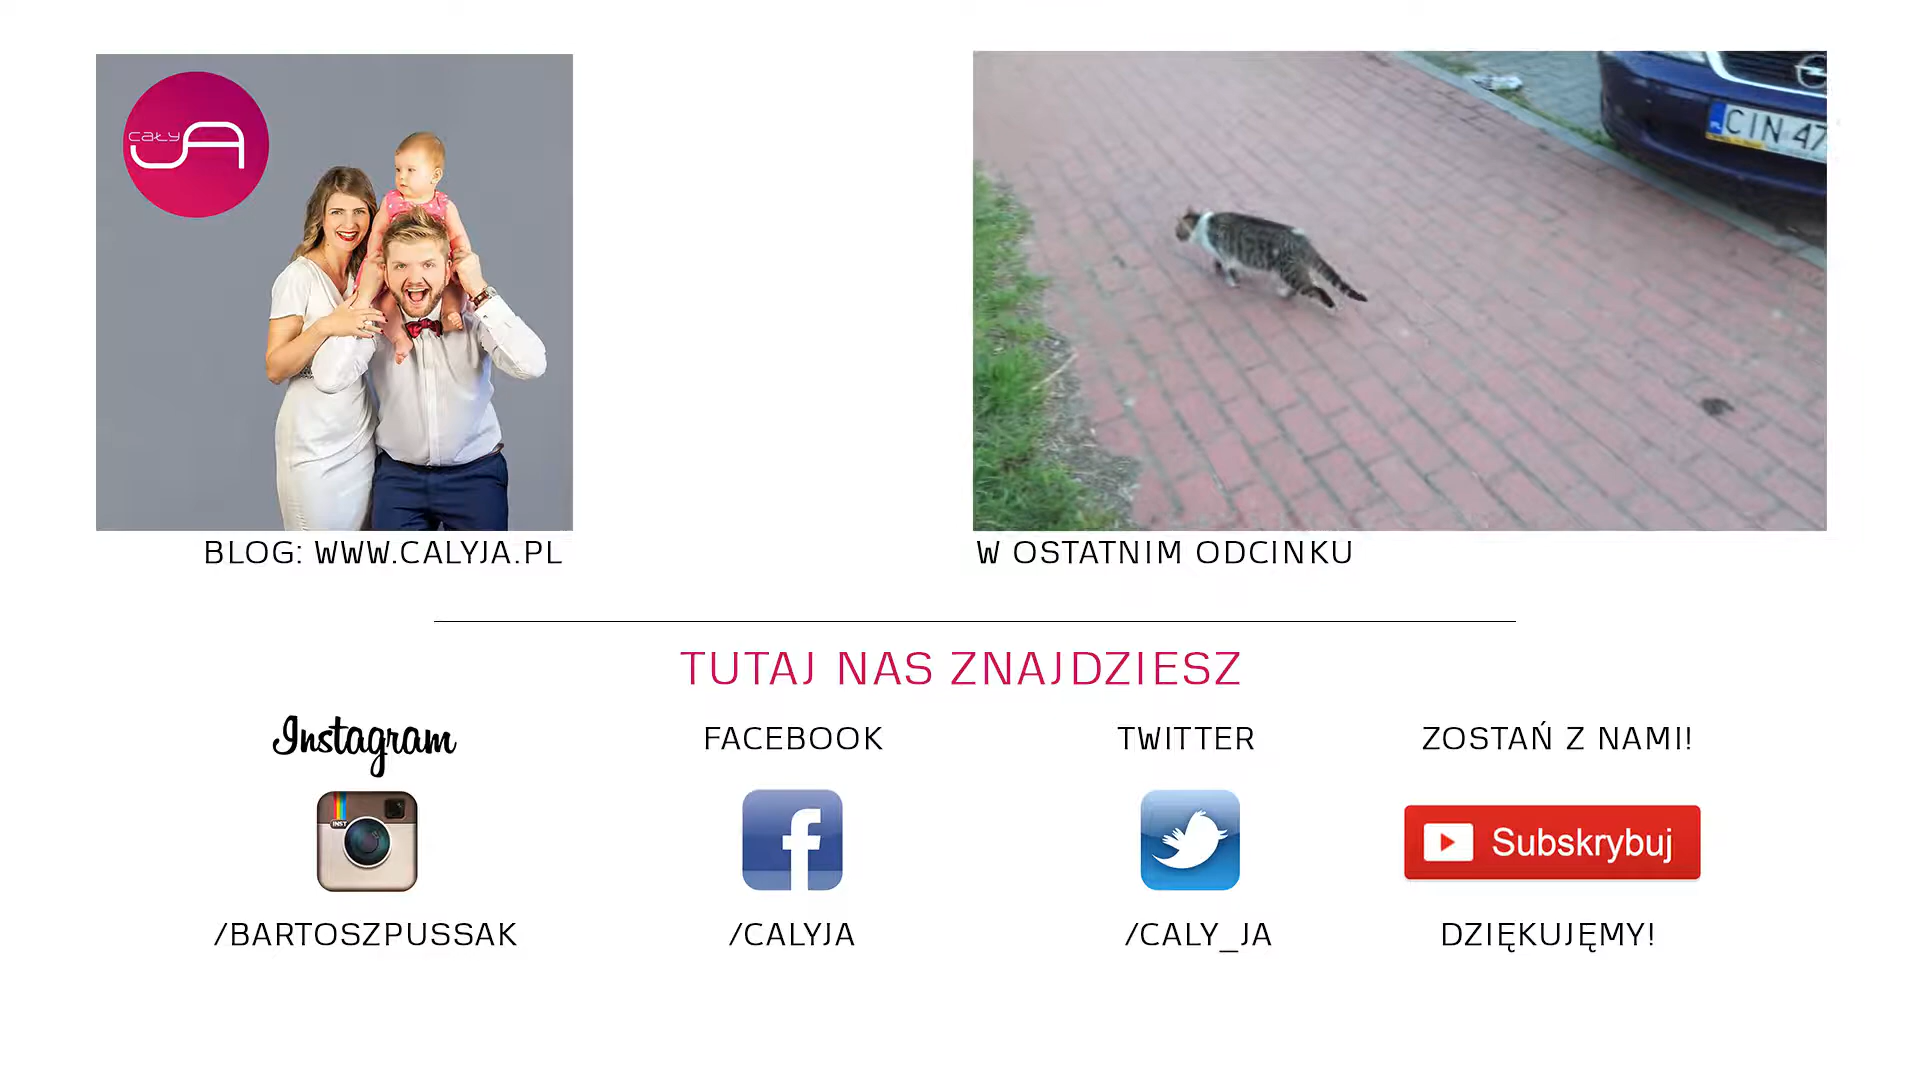 cały
JA
CIN 47
BLOG: WWW.CALYJA.PL
W OSTATNIM ODCINKU
TUTAJ NAS ZNAJDZIESZ
Instagram
FACEBOOK
TWITTER
ZOSTAŃ Z NAMI!
INST
f
Subskrybuj
/BARTOSZPUSSAK
/CALYJA
/CALY_JA
DZIĘKUJĘMY!